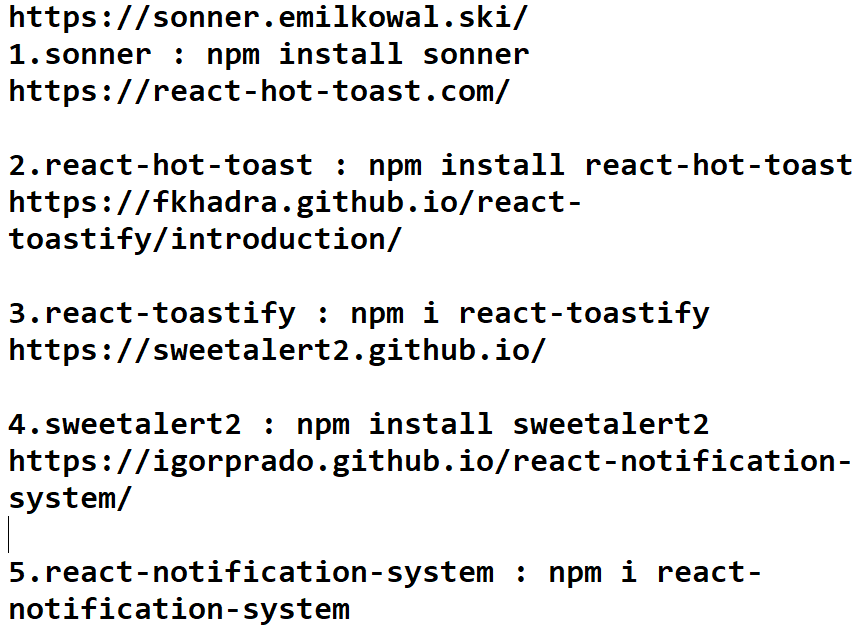 https://sonner.emilkowal.ski/
1.sonner : npm install sonner
https://react-hot-toast.com/
2.react-hot-toast : npm install react-hot-toast
https://fkhadra.github.io/react-
toastify/introduction/
3.react-toastify : npm i react-toastify
https://sweetalert2.github.io/
4.sweetalert2 : npm install sweetalert2
https://igorprado.github.io/react-notification-
system/
5.react-notification-system : npm i react-
notification-system